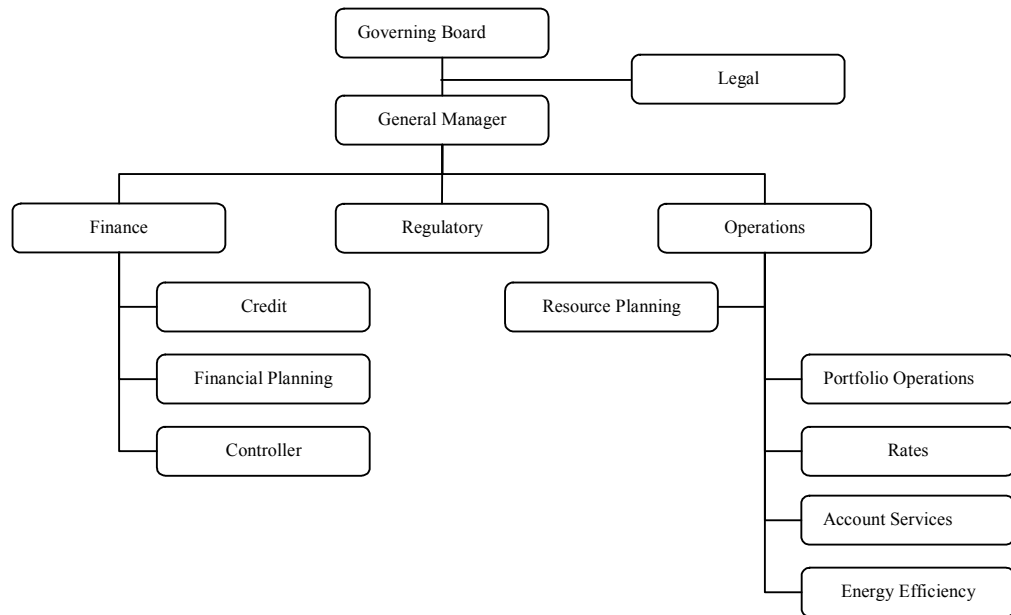 Governing Board
Legal
General Manager
Finance
Regulatory
Operations
Credit
Resource Planning
Financial Planning
Portfolio Operations
Controller
Rates
Account Services
Energy Efficiency